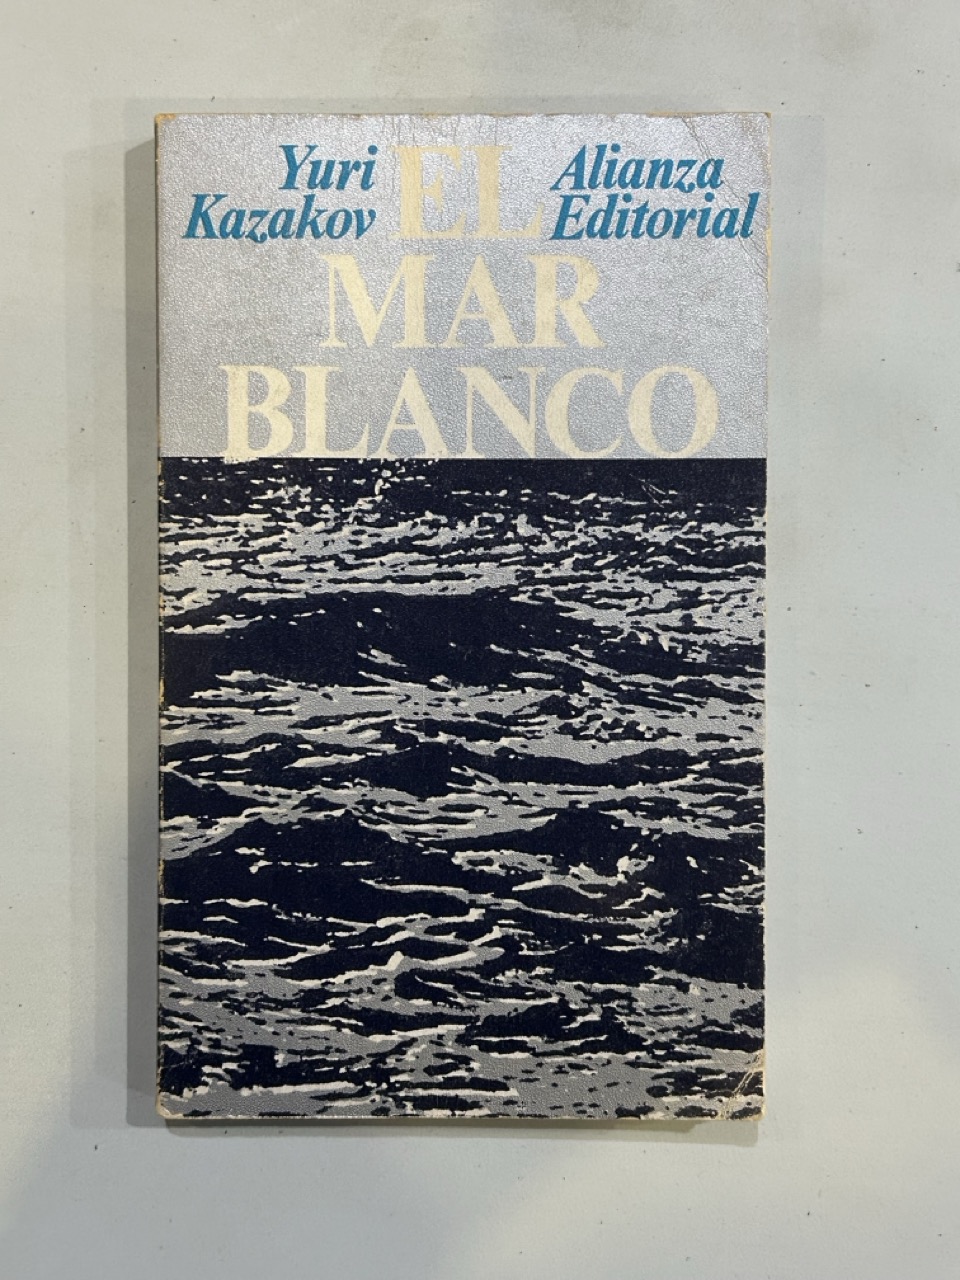 Yuri
Kazakov
EL
MAR
BLANCO
Alianza
Editorial